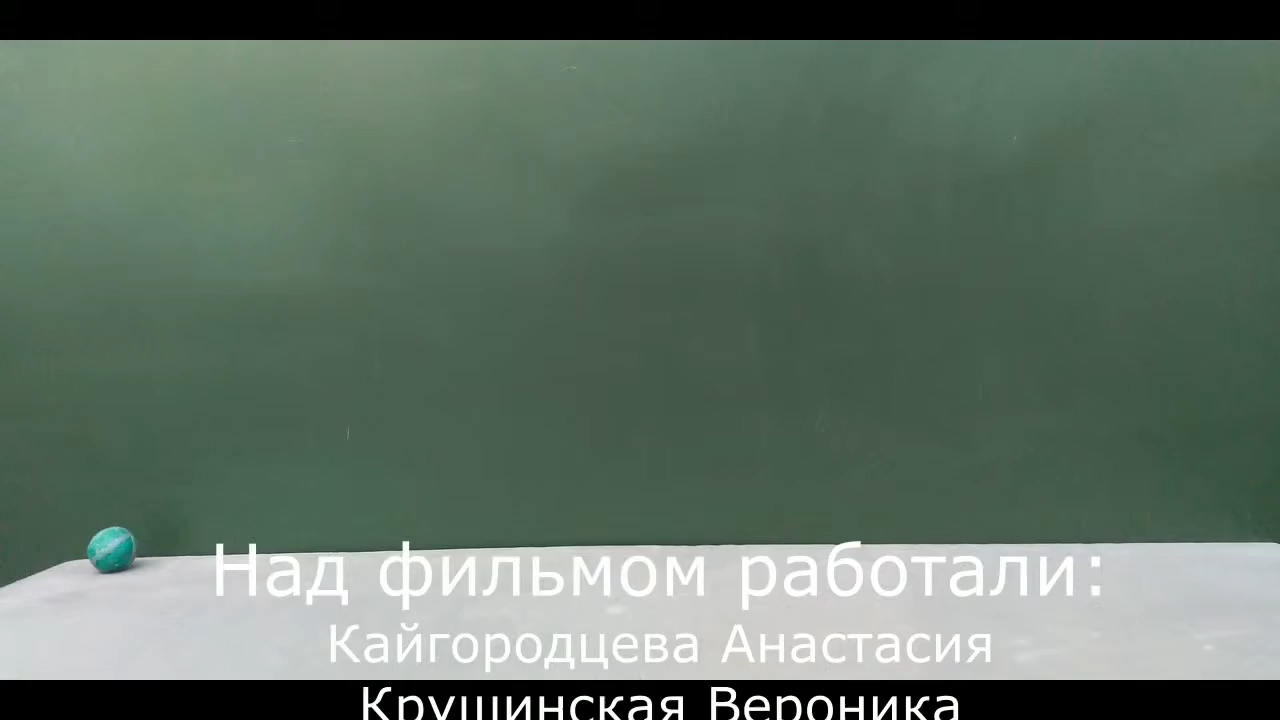 Над фильмом работали:
Кайгородцева Анастасия
Крушинская Вероника